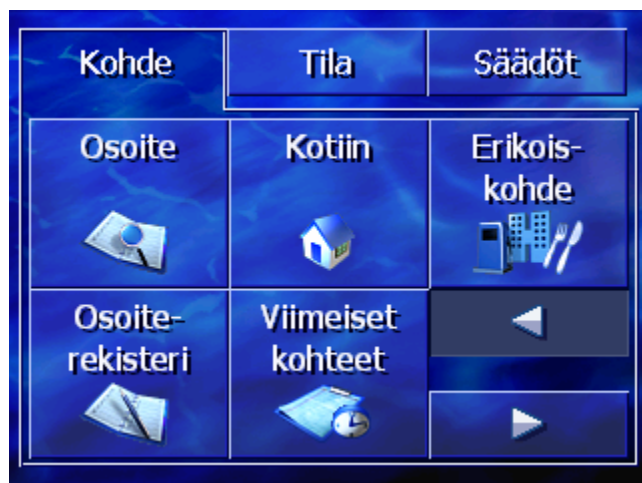 Kohde
Tila
Säädöt
Osoite
Kotiin
Erikois-
kohde
Osoite-
rekisteri
Viimeiset
kohteet